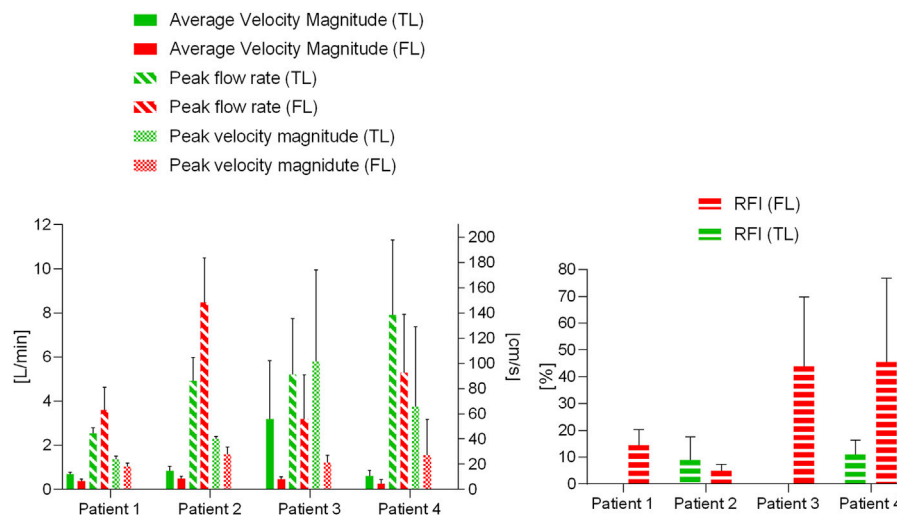 Average Velocity Magnitude (TL)
Average Velocity Magnitude (FL)
Peak flow rate (TL)
Peak flow rate (FL)
Peak velocity magnitude (TL)
Peak velocity magnidute (FL)
12
10
8
6
4
2
0
[L/min]
200
180
160
140
120
100
80
60
40
20
0
[cm/s]
Patient 1 Patient 2 Patient 3 Patient 4
RFI (FL)
RFI (TL)
80
70
60
50
40
30
20
10
0
[%]
Patient 1 Patient 2 Patient 3 Patient 4